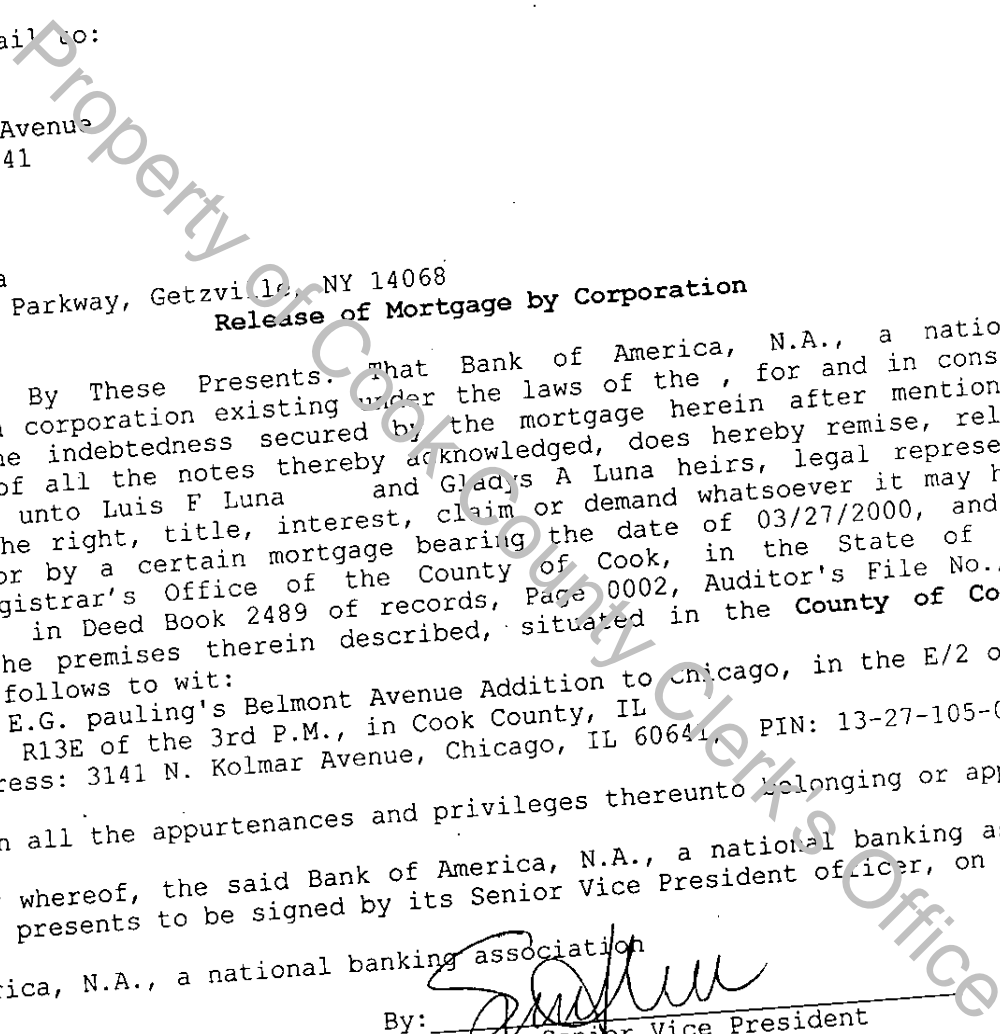 ail to:
Avenue
41
a
Parkway, Getzville, NY 14068
Release of Mortgage by Corporation
By These Presents. That Bank of America, N.A., a natio
corporation existing under the laws of the , for and in cons
he indebtedness secured by the mortgage herein after mention
of all the notes thereby acknowledged, does hereby remise, rel
unto Luis F Luna and Gladys A Luna heirs, legal represe
he right, title, interest, claim or demand whatsoever it may h
or by a certain mortgage bearing the date of 03/27/2000, and
gistrar's Office of the County of Cook, in the State of
in Deed Book 2489 of records, Page 0002, Auditor's File No.
he premises therein described, situated in the County of Co
follows to wit:
E.G. pauling's Belmont Avenue Addition to Chicago, in the E/2 o
R13E of the 3rd P.M., in Cook County, IL
ress: 3141 N. Kolmar Avenue, Chicago, IL 60641, PIN: 13-27-105-0
n all the appurtenances and privileges thereunto belonging or app
whereof, the said Bank of America, N.A., a national banking as
presents to be signed by its Senior Vice President officer, on
rica, N.A., a national banking association
By:
Senior Vice President
Property of Cook County Clerk's Office